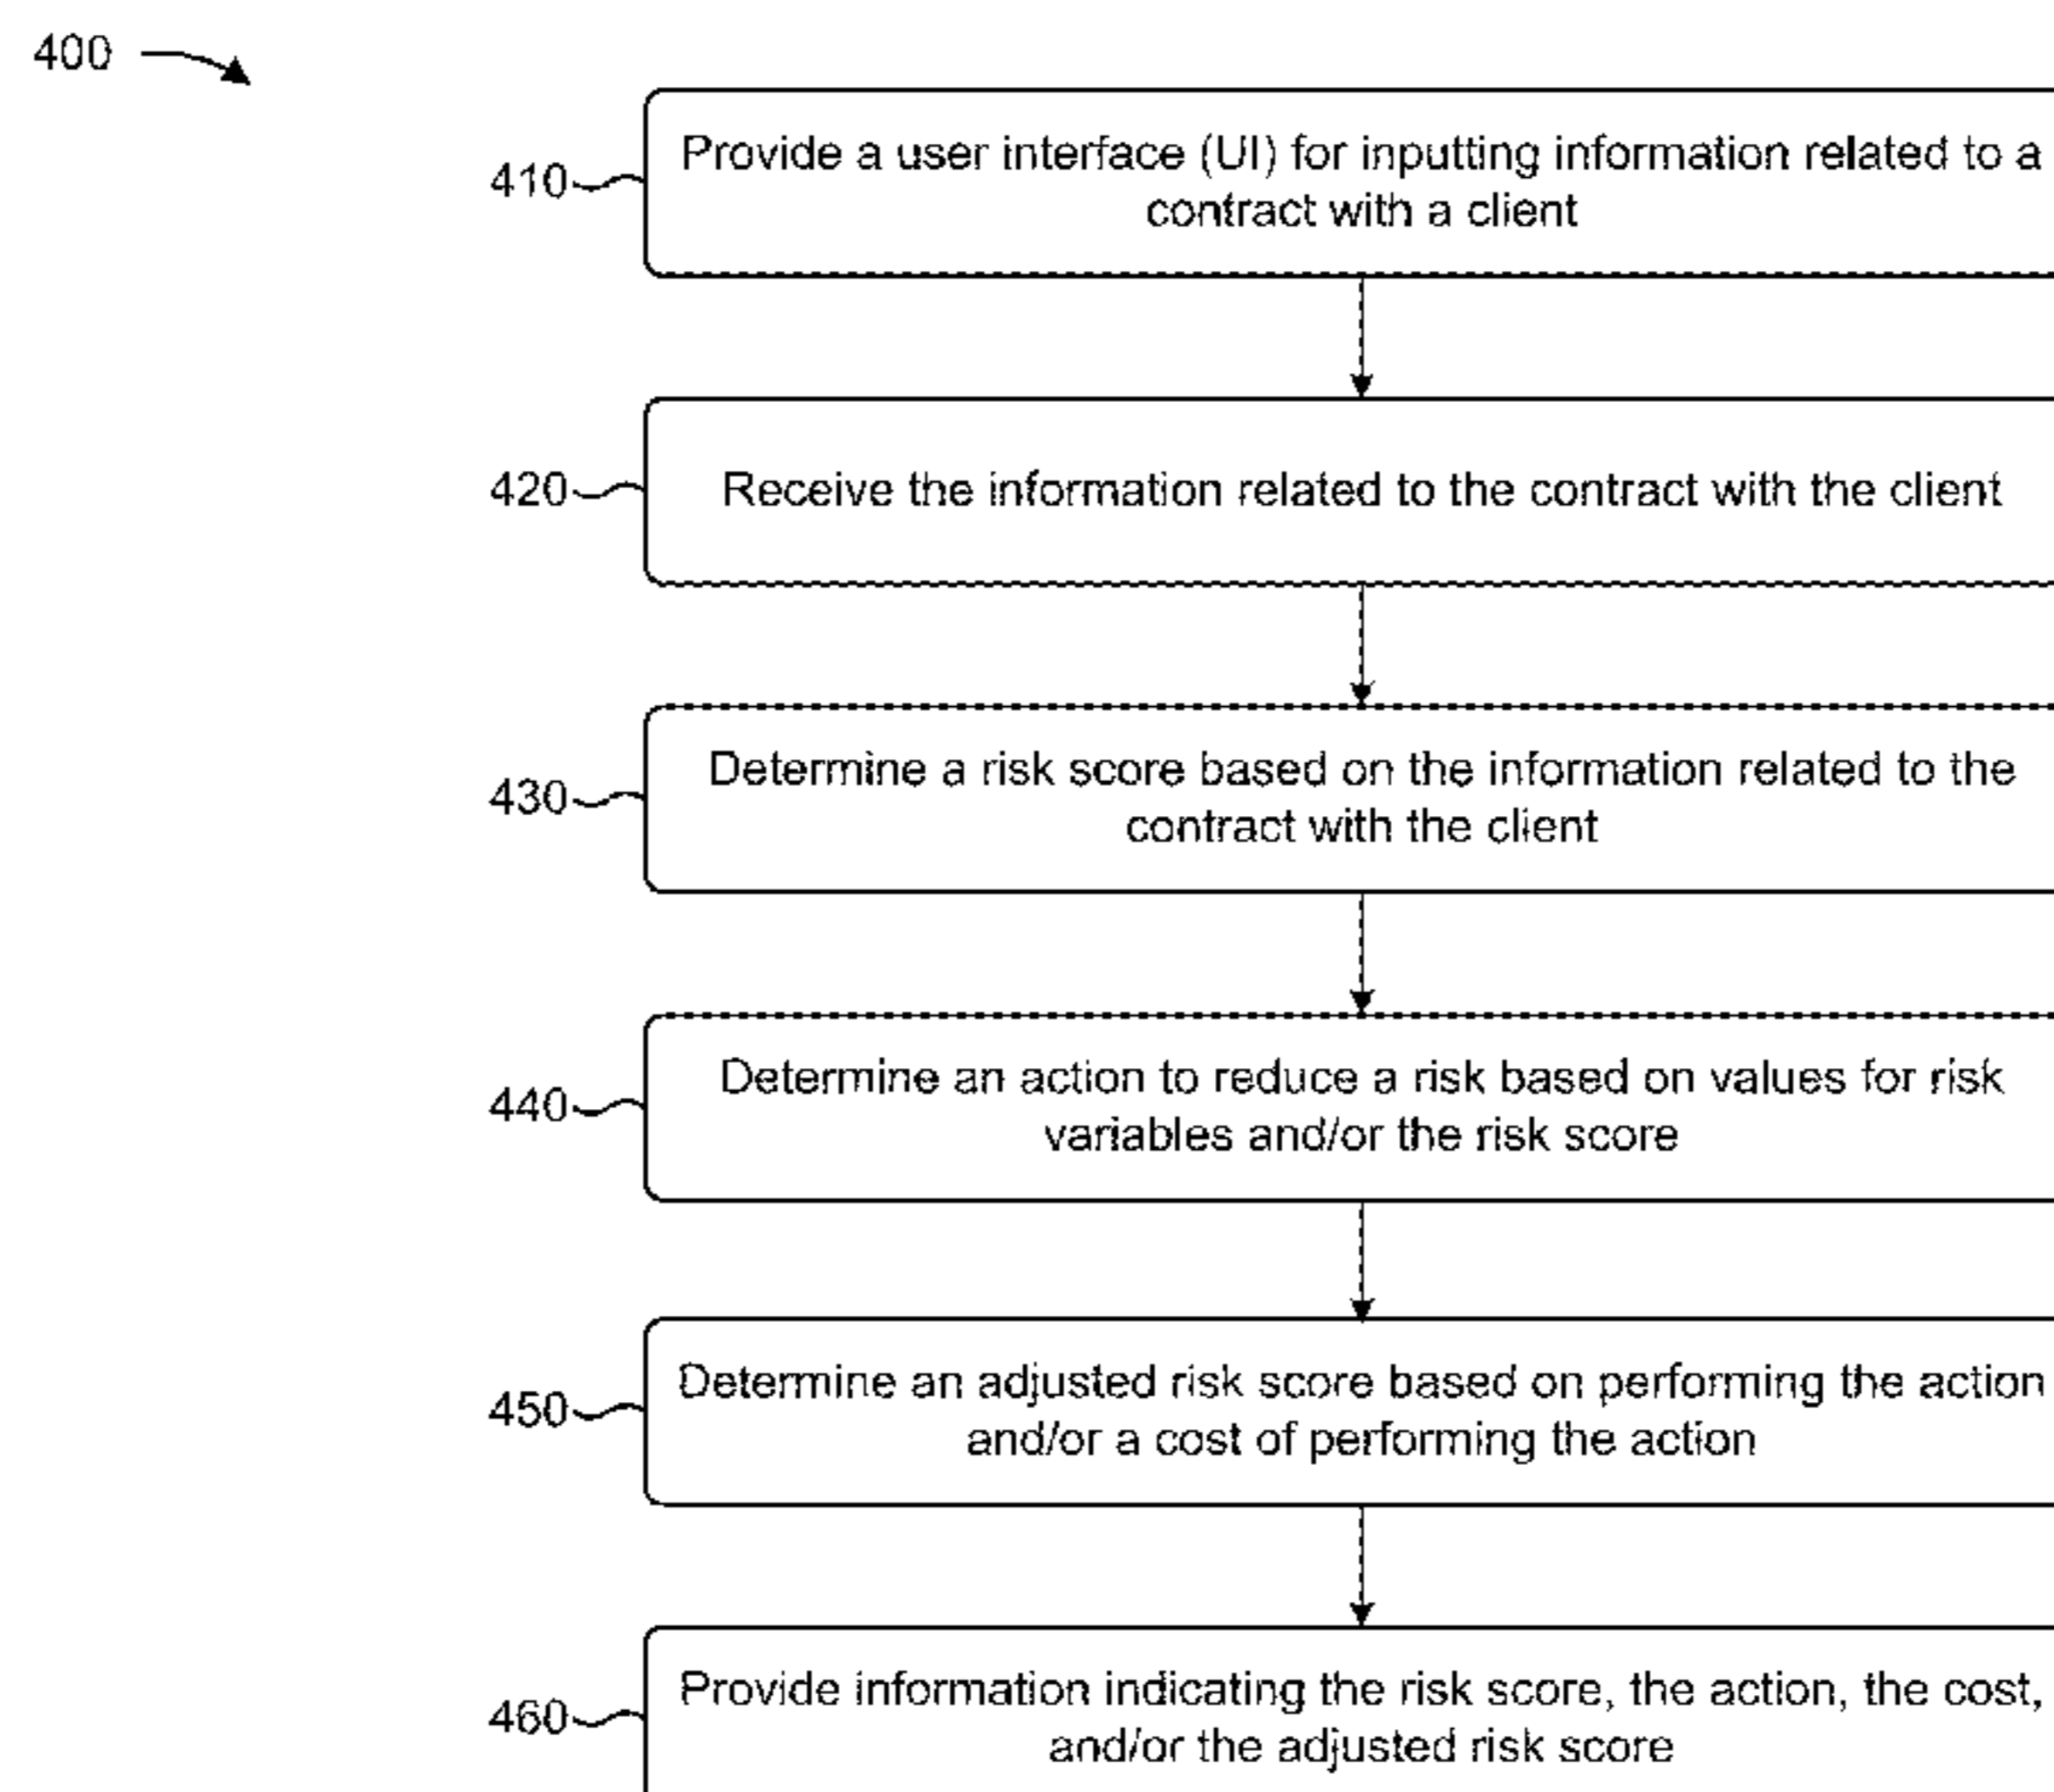 400
410
Provide a user interface (UI) for inputting information related to a
contract with a client
420
Receive the information related to the contract with the client
430
Determine a risk score based on the information related to the
contract with the client
440
Determine an action to reduce a risk based on values for risk
variables and/or the risk score
450
Determine an adjusted risk score based on performing the action
and/or a cost of performing the action
460
Provide information indicating the risk score, the action, the cost,
and/or the adjusted risk score